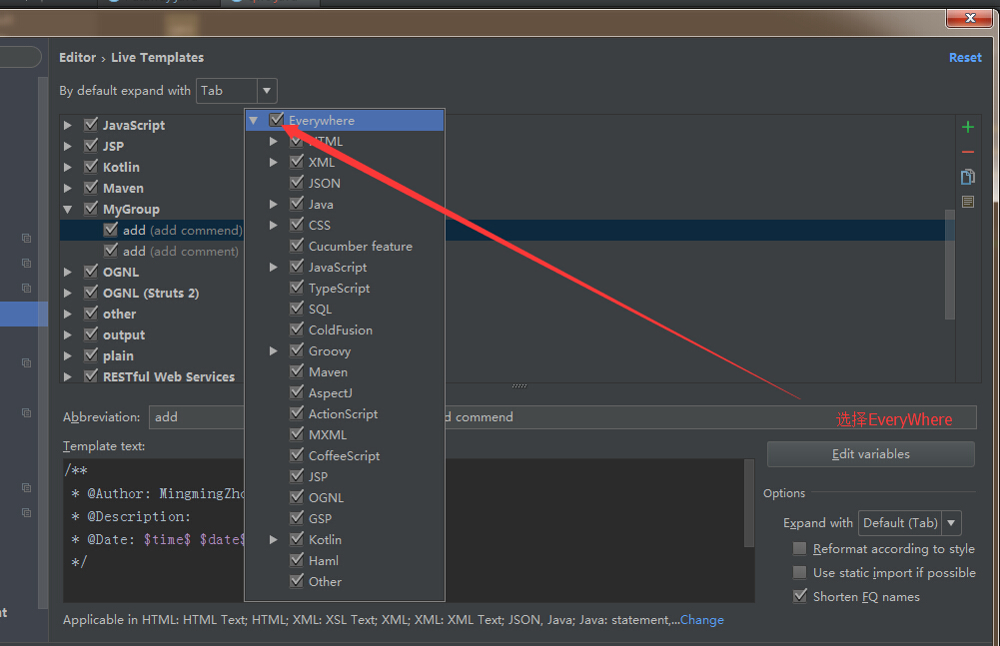 Editor › Live Templates
Reset
By default expand with Tab
JavaScript
JSP
Kotlin
Maven
MyGroup
add (add commend)
add (add comment)
OGNL
OGNL (Struts 2)
other
output
plain
RESTful Web Services
Everywhere
HTML
XML
JSON
Java
CSS
Cucumber feature
JavaScript
TypeScript
SQL
ColdFusion
Groovy
Maven
AspectJ
ActionScript
MXML
CoffeeScript
JSP
OGNL
GSP
Kotlin
Haml
Other
Abbreviation: add
commend
选择EveryWhere
Template text:
Edit variables
/**
* @Author: MingmingZho
* @Description:
* @Date: $time$ $date$
*/
Options
Expand with Default (Tab)
Reformat according to style
Use static import if possible
Shorten FQ names
Applicable in HTML: HTML Text; HTML; XML: XSL Text; XML; XML: XML Text; JSON, Java; Java: statement,...Change